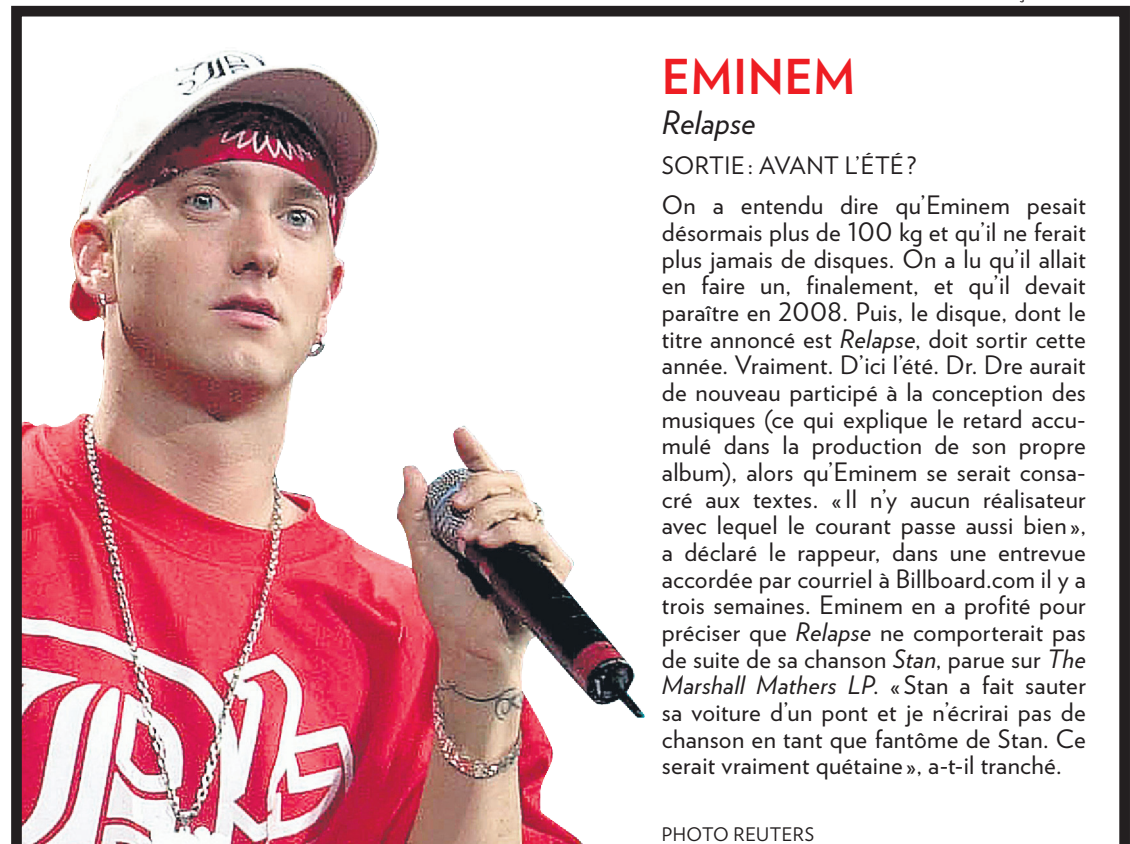 EMINEM
Relapse
SORTIE : AVANT L’ÉTÉ ?
On a entendu dire qu’Eminem pesait
désormais plus de 100 kg et qu’il ne ferait
plus jamais de disques. On a lu qu’il allait
en faire un, finalement, et qu’il devait
paraître en 2008. Puis, le disque, dont le
titre annoncé est Relapse, doit sortir cette
année. Vraiment. D’ici l’été. Dr. Dre aurait
de nouveau participé à la conception des
musiques (ce qui explique le retard accu-
mulé dans la production de son propre
album), alors qu’Eminem se serait consa-
cré aux textes. « Il n’y aucun réalisateur
avec lequel le courant passe aussi bien »,
a déclaré le rappeur, dans une entrevue
accordée par courriel à Billboard.com il y a
trois semaines. Eminem en a profité pour
préciser que Relapse ne comporterait pas
de suite de sa chanson Stan, parue sur The
Marshall Mathers LP. « Stan a fait sauter
sa voiture d’un pont et je n’écrirai pas de
chanson en tant que fantôme de Stan. Ce
serait vraiment quétaine », a-t-il tranché.
PHOTO REUTERS